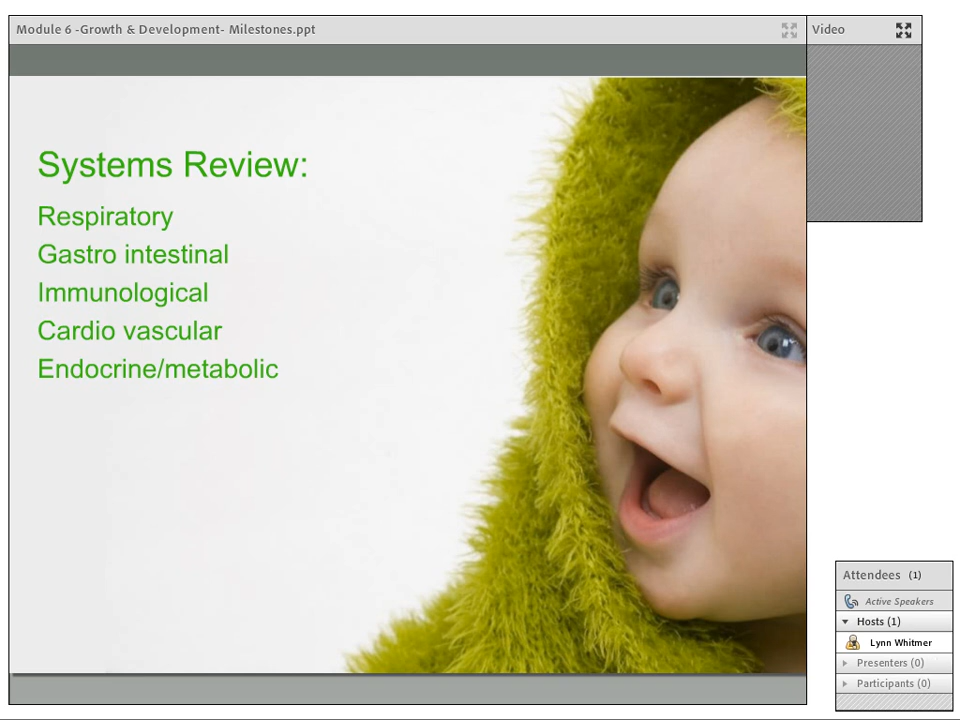 Module 6 -Growth & Development- Milestones.ppt
Video
Systems Review:
Respiratory
Gastro intestinal
Immunological
Cardio vascular
Endocrine/metabolic
Attendees (1)
Active Speakers
Hosts (1)
Lynn Whitmer
Presenters (0)
Participants (0)